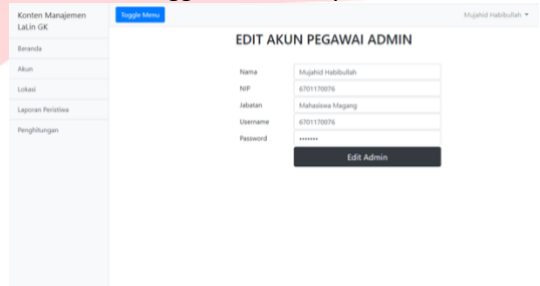 Konten Manajemen
LaLin GK
Toggle Menu
Mujahid Habibullah
EDIT AKUN PEGAWAI ADMIN
Beranda
Akun
Lokasi
Laporan Peristiwa
Penghitungan
Nama Mujahid Habibullah
NIP 6701170076
Jabatan Mahasiswa Magang
Username 6701170076
Password •••••••
Edit Admin